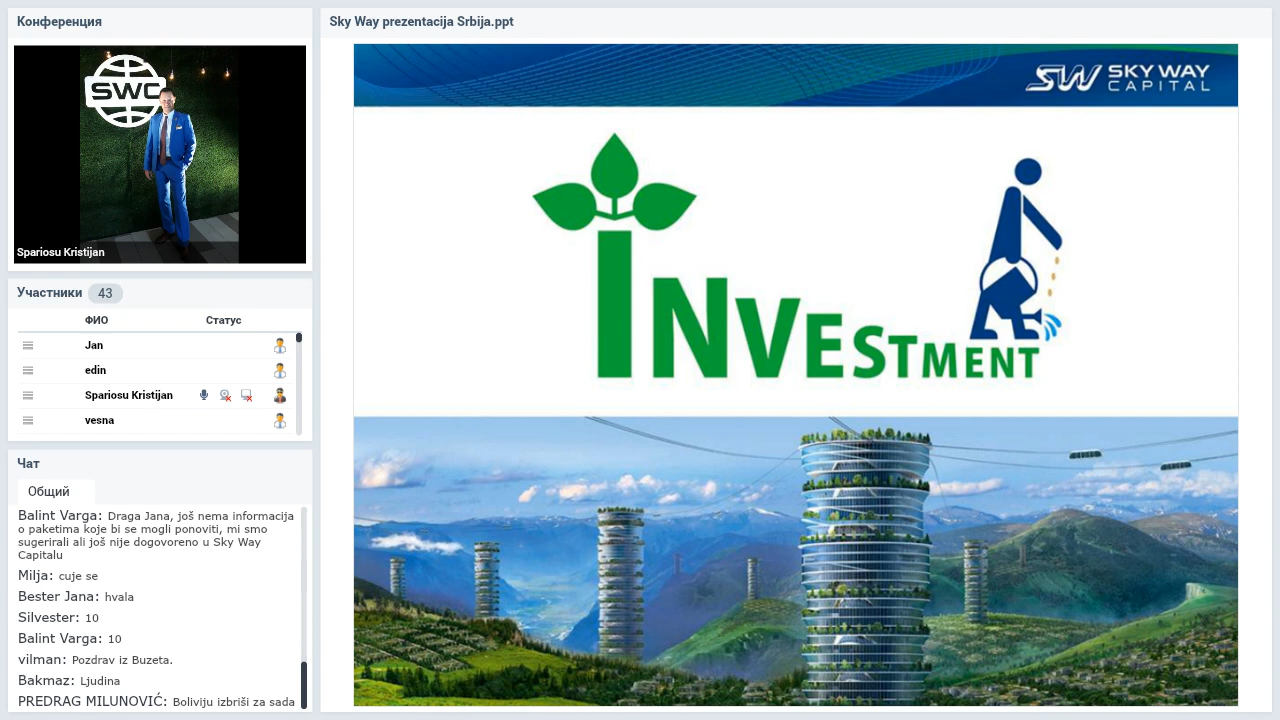 Конференция
SWC
Spariosu Kristijan
Участники 43
ФИО Статус
Jan
edin
Spariosu Kristijan
vesna
Чат
Общий
Balint Varga: Draga Jana, još nema informacija
o paketima koje bi se mogli ponoviti, mi smo
sugerirali ali još nije dogovoreno u Sky Way
Capitalu
Milja: cuje se
Bester Jana: hvala
Silvester: 10
Balint Varga: 10
vilman: Pozdrav iz Buzeta.
Bakmaz: Ljudina
PREDRAG izbriši za sada
Sky Way prezentacija Srbija.ppt
SW SKY WAY
CAPITAL
INVESTMENT